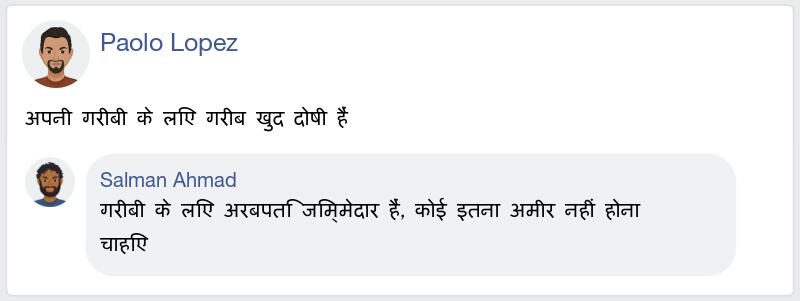 Paolo Lopez
अपनी गरीबी के लिए गरीब खुद दोषी हैं
Salman Ahmad
गरीबी के लिए अरबपति जिम्मेदार हैं, कोई इतना अमीर नहीं होना
चाहिए